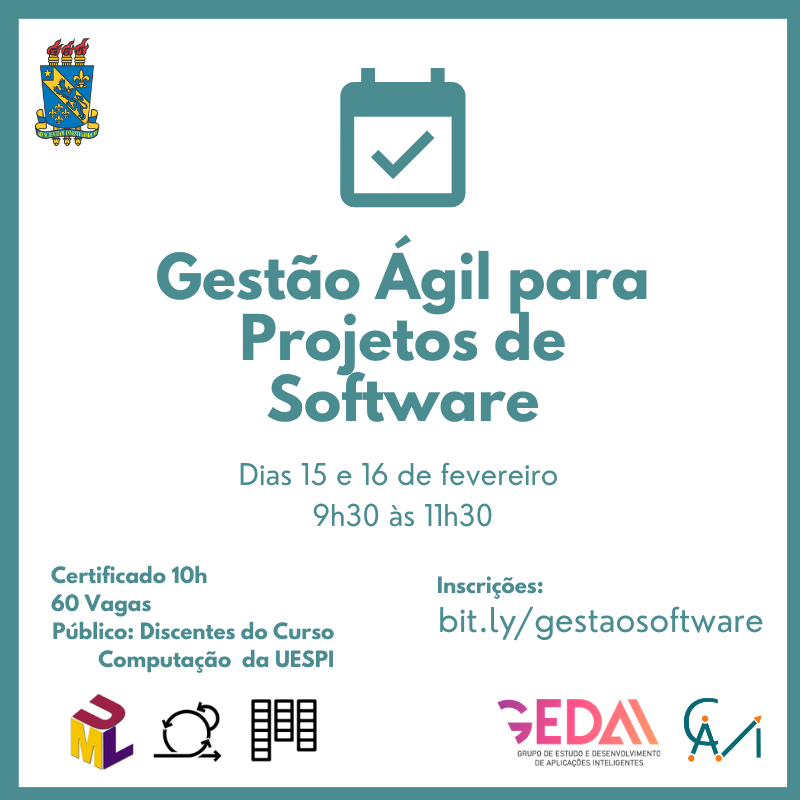 Gestão Ágil para
Projetos de
Software
Dias 15 e 16 de fevereiro
9h30 às 11h30
Certificado 10h
60 Vagas
Público: Discentes do Curso
Computação da UESPI
Inscrições:
bit.ly/gestaosoftware
UML
GEDAI
GRUPO DE ESTUDO E DESENVOLVIMENTO
DE APLICAÇÕES INTELIGENTES